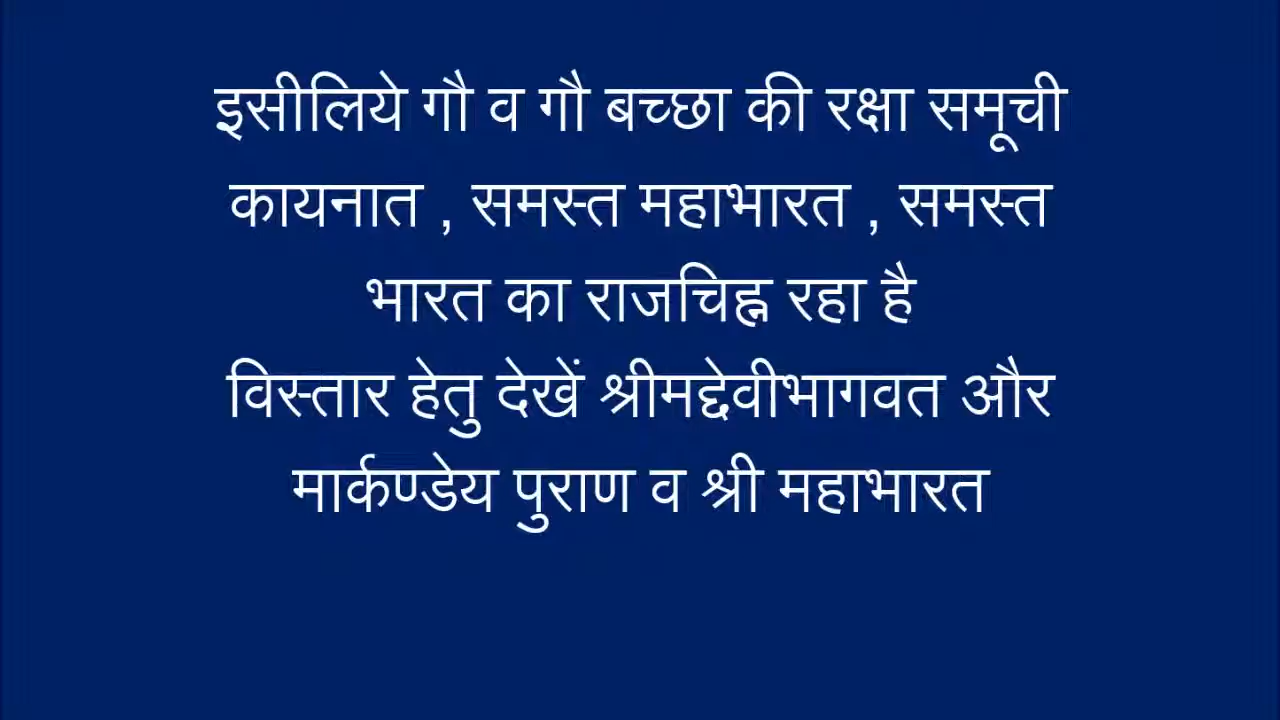 इसीलिये गौ व गौ बच्छा की रक्षा समूची
कायनात , समस्त महाभारत , समस्त
भारत का राजचिह्न रहा है
विस्तार हेतु देखें श्रीमद्देवीभागवत और
मार्कण्डेय पुराण व श्री महाभारत